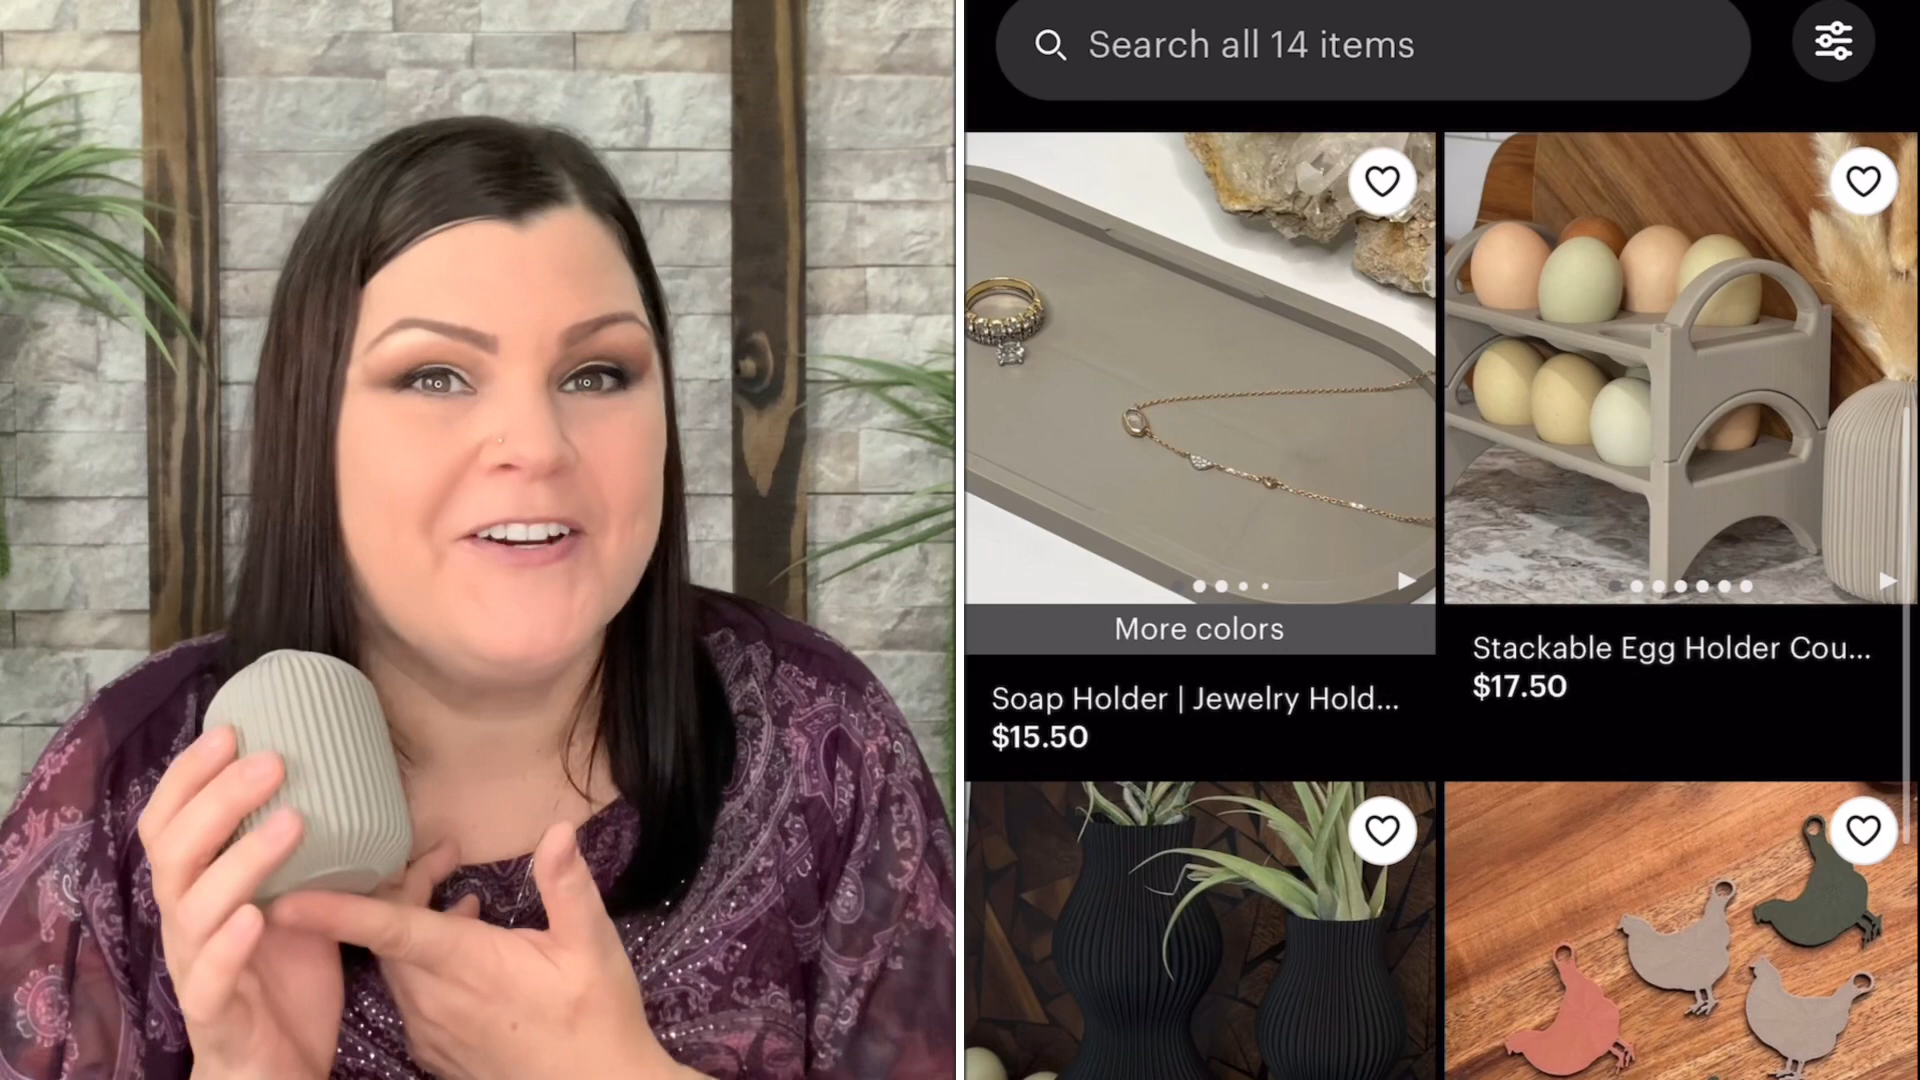 Search all 14 items
More colors
Soap Holder | Jewelry Hold...
$15.50
Stackable Egg Holder Cou...
$17.50